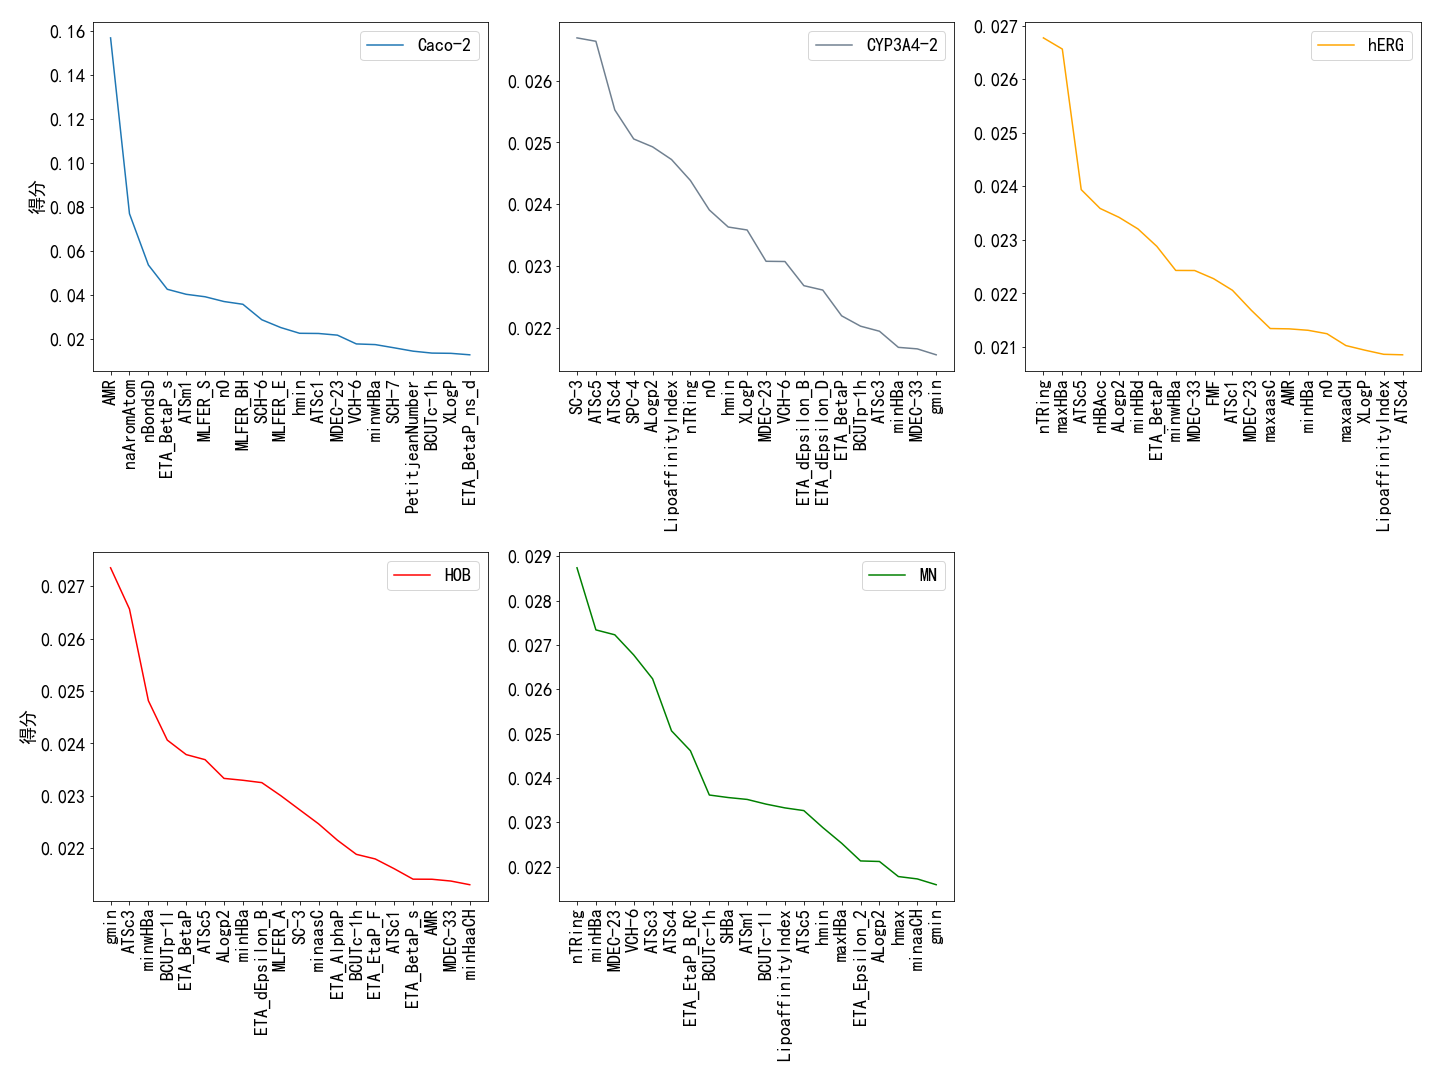 得分
0.16
0.14
0.12
0.10
0.08
0.06
0.04
0.02
Caco-2
AMR
naAromAtom
nBondsD
ETA_BetaP_s
ATSm1
MLFER_S
nO
MLFER_BH
SCH-6
MLFER_E
hmin
ATSc1
MDEC-23
VCH-6
minwHBa
SCH-7
PetitjeanNumber
BCUTc-1h
XLogP
ETA_BetaP_ns_d
0.026
0.025
0.024
0.023
0.022
CYP3A4-2
SC-3
ATSc5
ATSc4
SPC-4
ALogp2
LipoaffinityIndex
nTRing
nO
hmin
XLogP
MDEC-23
VCH-6
ETA_dEpsilon_B
ETA_dEpsilon_D
ETA_BetaP
BCUTp-1h
ATSc3
minHBa
MDEC-33
gmin
0.027
0.026
0.025
0.024
0.023
0.022
0.021
hERG
nTRing
maxHBa
ATSc5
nHBAcc
ALogp2
minHBd
ETA_BetaP
minwHBa
MDEC-33
FMF
ATSc1
MDEC-23
maxaasC
AMR
minHBa
nO
maxaaCH
XLogP
LipoaffinityIndex
ATSc4
得分
0.027
0.026
0.025
0.024
0.023
0.022
HOB
gmin
ATSc3
minwHBa
BCUTp-1l
ETA_BetaP
ATSc5
ALogp2
minHBa
ETA_dEpsilon_B
MLFER_A
SC-3
minaasC
ETA_AlphaP
BCUTc-1h
ETA_EtaP_F
ATSc1
ETA_BetaP_s
AMR
MDEC-33
minHaaCH
0.029
0.028
0.027
0.026
0.025
0.024
0.023
0.022
MN
nTRing
minHBa
MDEC-23
VCH-6
ATSc3
ATSc4
ETA_EtaP_B_RC
BCUTc-1h
SHBa
ATSm1
BCUTc-1l
LipoaffinityIndex
ATSc5
hmin
maxHBa
ETA_Epsilon_2
ALogp2
hmax
minaaCH
gmin